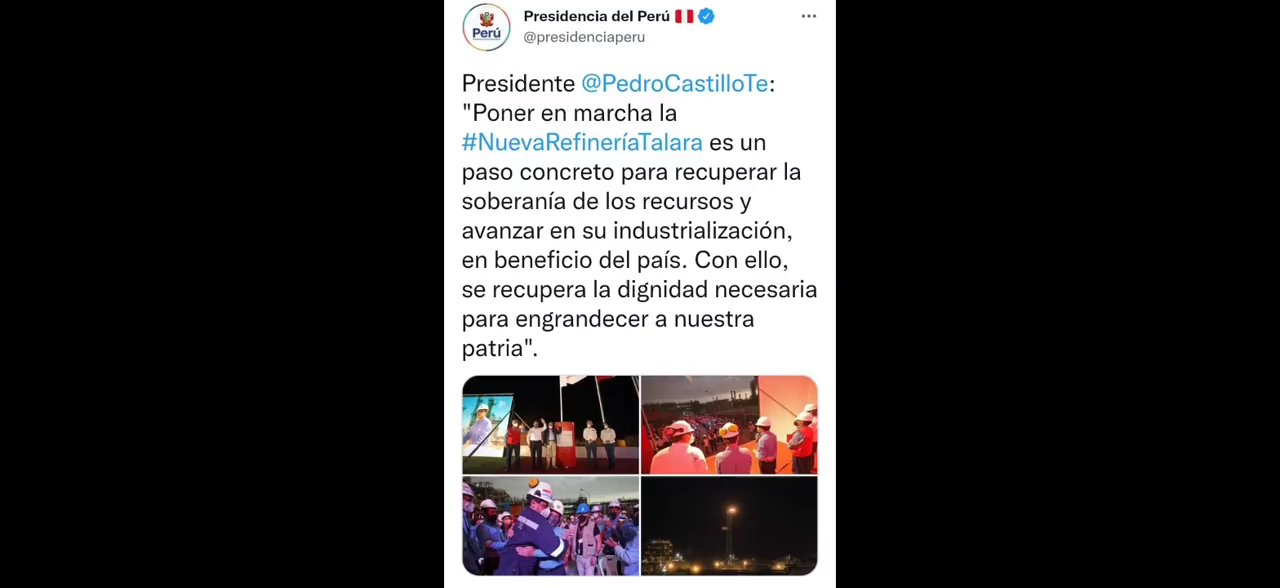 Presidencia del Perú 🇵🇪
@presidenciaperu
Perú
Presidente @PedroCastilloTe:
"Poner en marcha la
#NuevaRefineríaTalara es un
paso concreto para recuperar la
soberanía de los recursos y
avanzar en su industrialización,
en beneficio del país. Con ello,
se recupera la dignidad necesaria
para engrandecer a nuestra
patria".